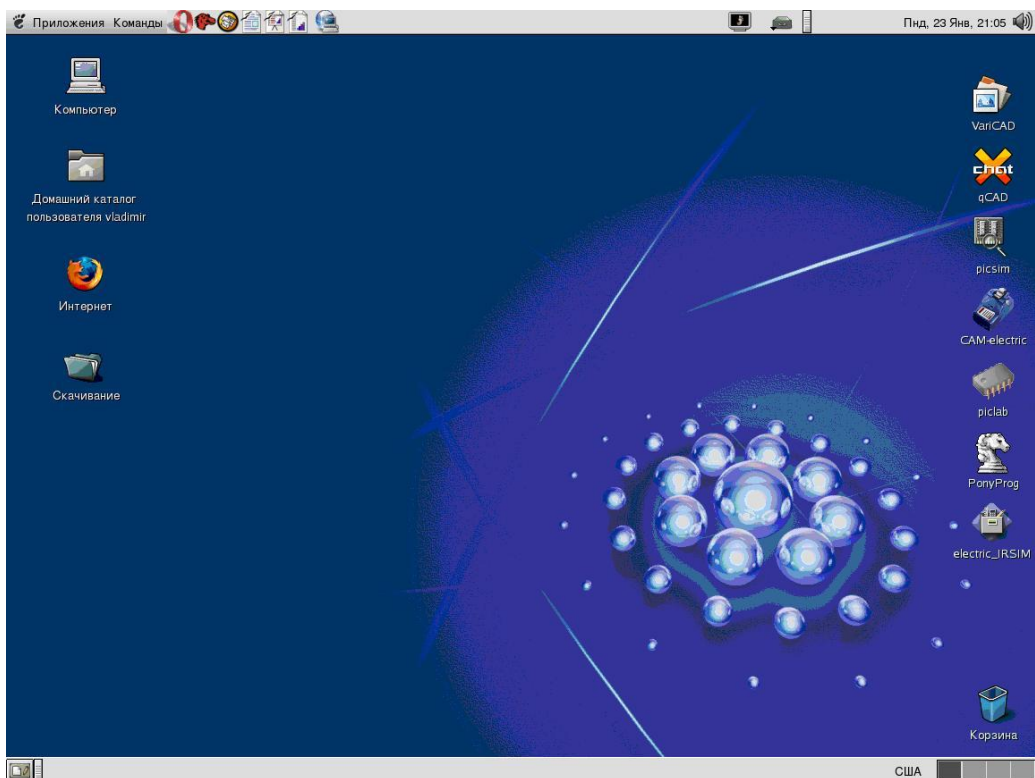 Приложения Команды
Пнд, 23 Янв, 21:05
Компьютер
Домашний каталог
пользователя vladimir
Интернет
Скачивание
VariCAD
chat
qCAD
picsim
CAM-electric
piclab
PonyProg
electric_IRSIM
Корзина
США